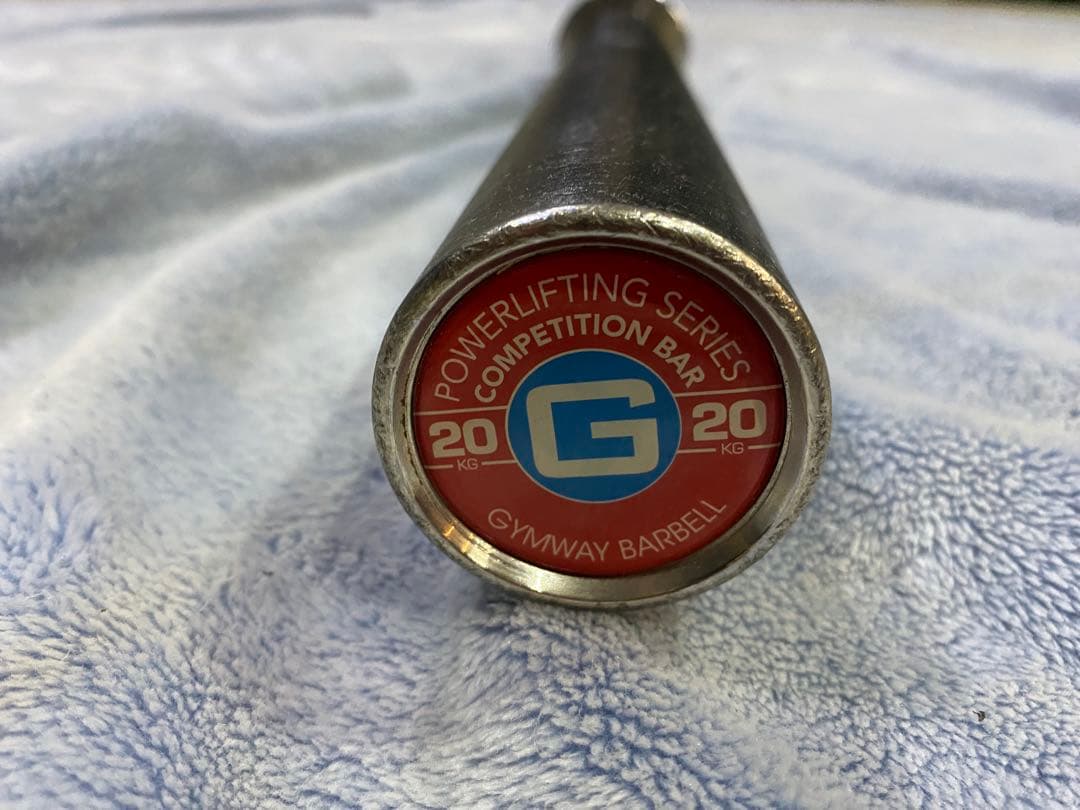 POWERLIFTING SERIES
COMPETITION BAR
20 G 20
KG KG
GYMWAY BARBELL